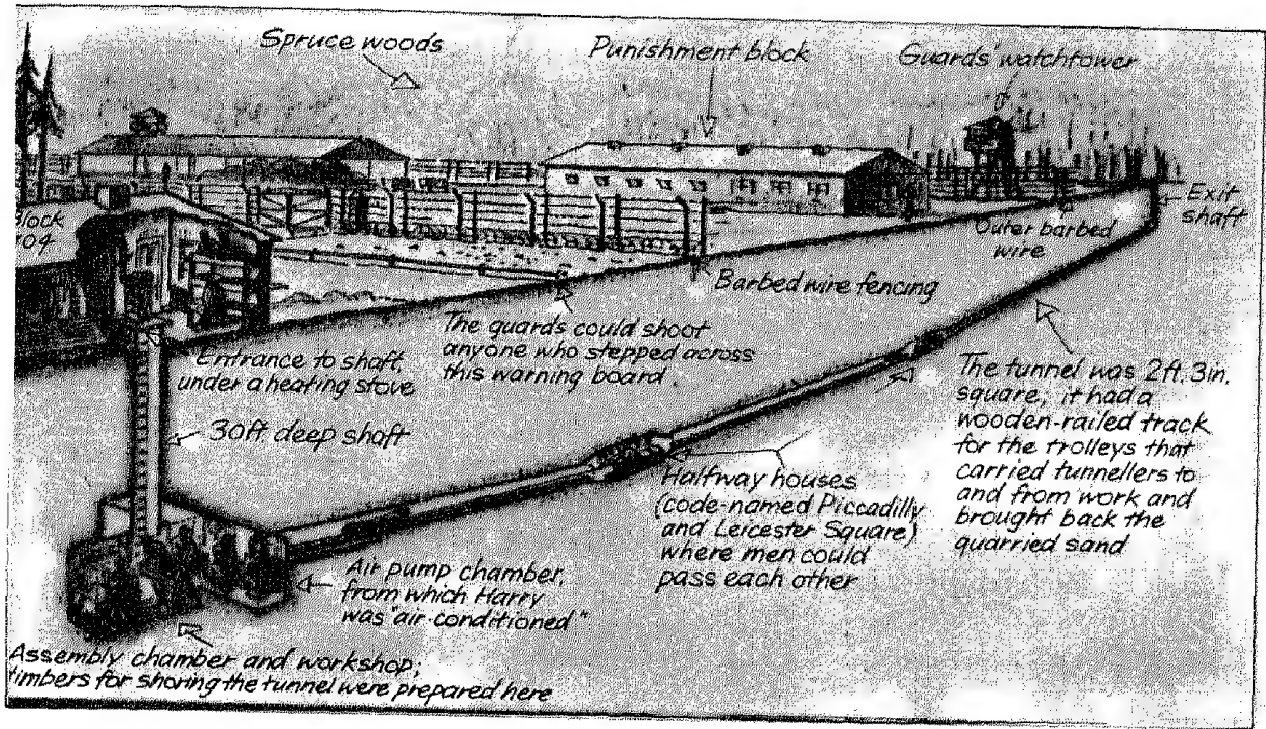 Spruce woods
Punishment block
Guards' watchtower
Block
104
Exit
shaft
Outer barbed
wire
Barbed wire fencing
The guards could shoot
anyone who stepped across
this warning board
Entrance to shaft,
under a heating stove
30ft deep shaft
The tunnel was 2ft. 3in.
square, it had a
wooden-railed track
for the trolleys that
carried tunnellers to
and from work and
brought back the
quarried sand
Halfway houses
(code-named Piccadilly
and Leicester Square)
where men could
pass each other
Air pump chamber,
from which Harry
was "air-conditioned"
Assembly chamber and workshop;
timbers for shoring the tunnel were prepared here